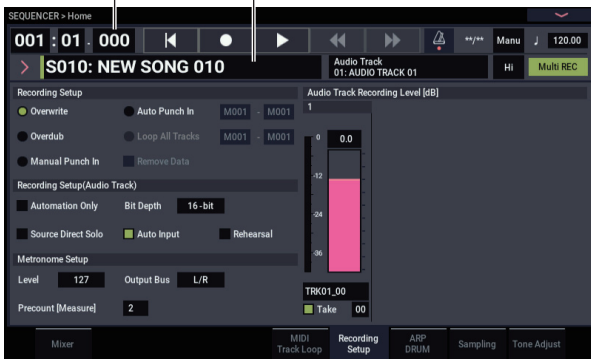 SEQUENCER > Home
001 : 01 . 000 **/** Manu ♩ 120.00
S010: NEW SONG 010 Audio Track 01: AUDIO TRACK 01 Hi Multi REC
Recording Setup
Overwrite Auto Punch In M001 - M001
Overdub Loop All Tracks M001 - M001
Manual Punch In Remove Data
Recording Setup(Audio Track)
Automation Only Bit Depth 16-bit
Source Direct Solo Auto Input Rehearsal
Metronome Setup
Level 127 Output Bus L/R
Precount [Measure] 2
Audio Track Recording Level [dB]
1
0 0.0
-12
-24
-36
TRK01_00
Take 00
Mixer MIDI Track Loop Recording Setup ARP DRUM Sampling Tone Adjust